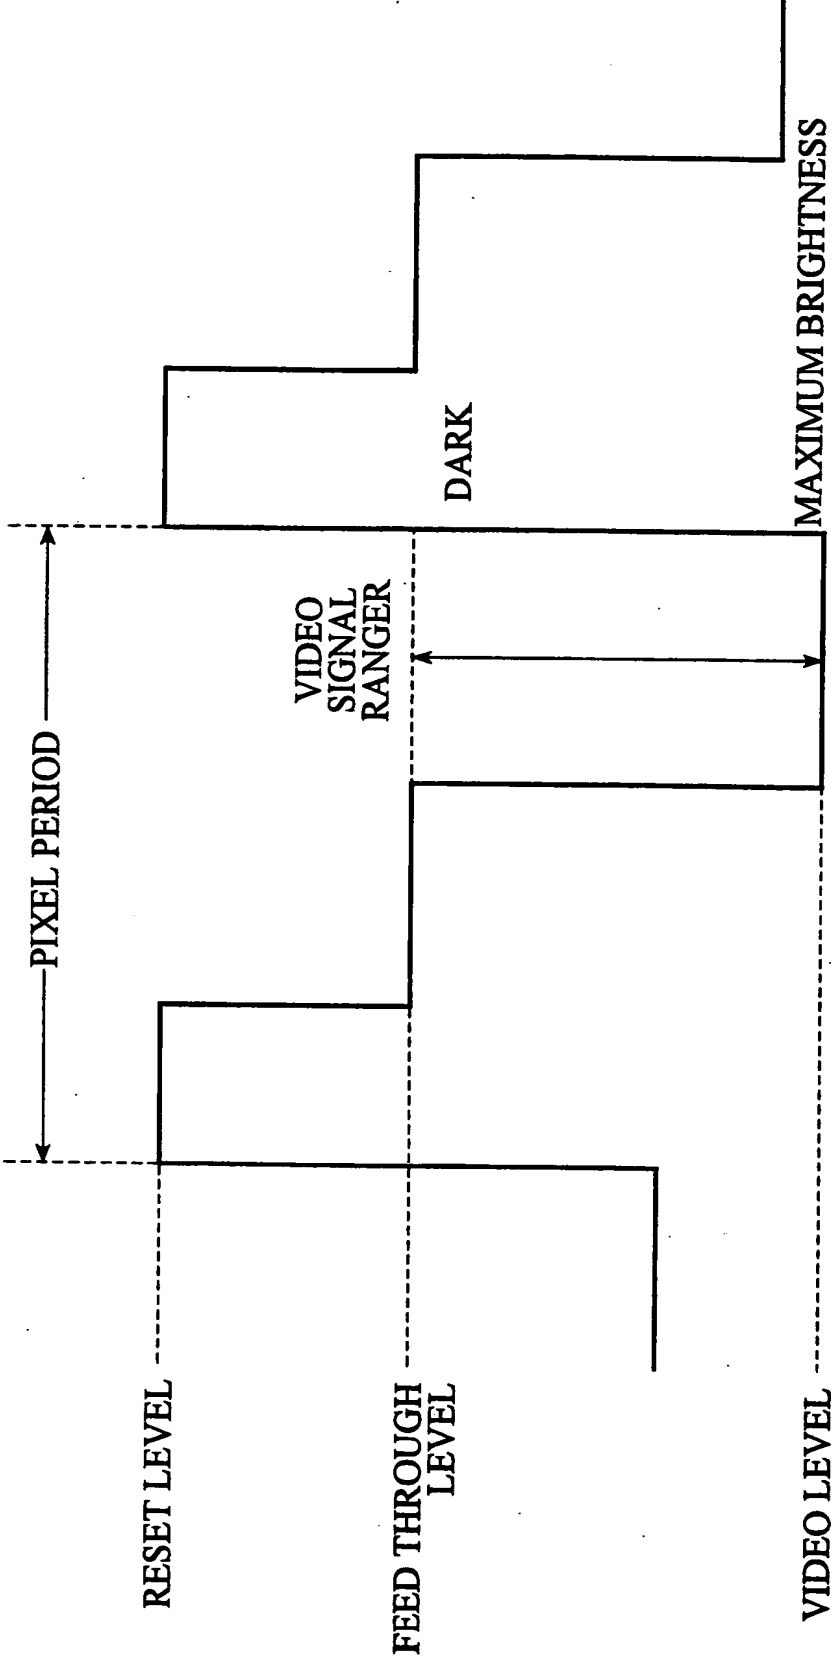 PIXEL PERIOD
RESET LEVEL
VIDEO
SIGNAL
RANGER
FEED THROUGH
LEVEL
DARK
VIDEO LEVEL
MAXIMUM BRIGHTNESS